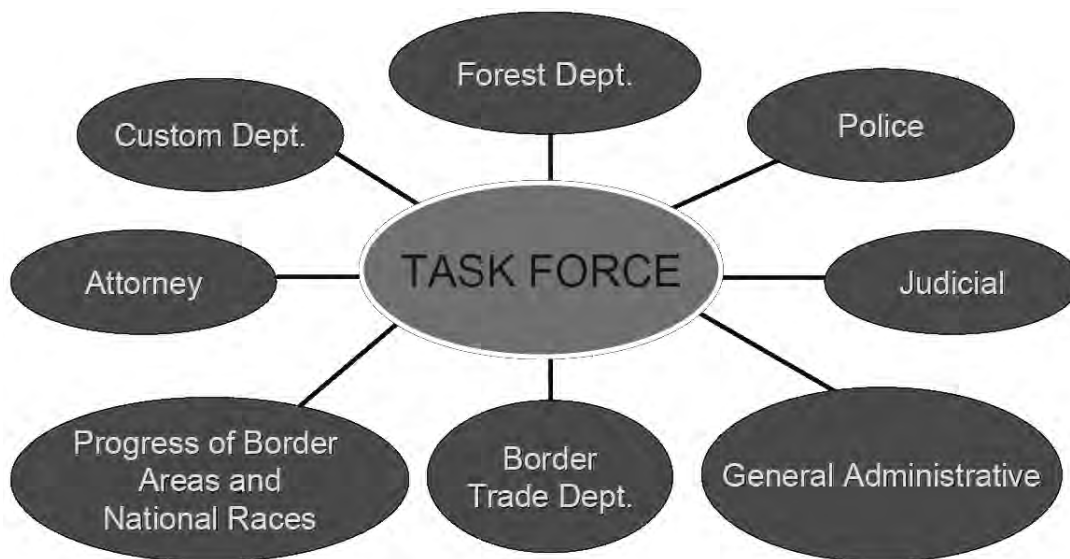 Forest Dept.
Custom Dept.
Police
TASK FORCE
Attorney
Judicial
Progress of Border
Areas and
National Races
Border
Trade Dept.
General Administrative